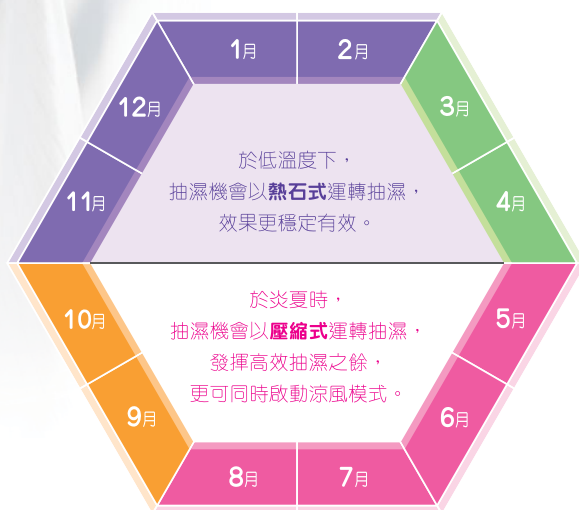 1月
2月
3月
4月
5月
6月
7月
8月
9月
10月
11月
12月
於低溫度下，
抽濕機會以熱石式運轉抽濕，
效果更穩定有效。
於炎夏時，
抽濕機會以壓縮式運轉抽濕，
發揮高效抽濕之餘，
更可同時啟動涼風模式。